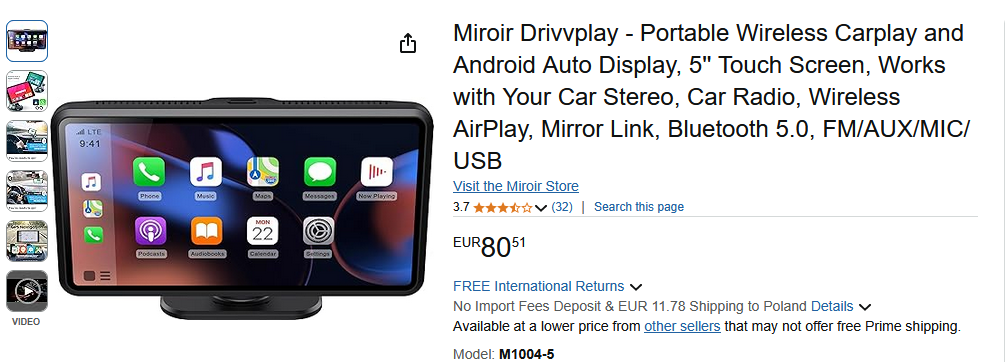 Miroir Drivvplay - Portable Wireless Carplay and
Android Auto Display, 5" Touch Screen, Works
with Your Car Stereo, Car Radio, Wireless
AirPlay, Mirror Link, Bluetooth 5.0, FM/AUX/MIC/
USB
Visit the Miroir Store
3.7 (32) | Search this page
EUR80 51
FREE International Returns
No Import Fees Deposit & EUR 11.78 Shipping to Poland Details
Available at a lower price from other sellers that may not offer free Prime shipping.
Model: M1004-5
LTE
9:41
Phone Music Maps Messages Now Playing
MON
22
Podcasts Audiobooks Calendar Settings
VIDEO